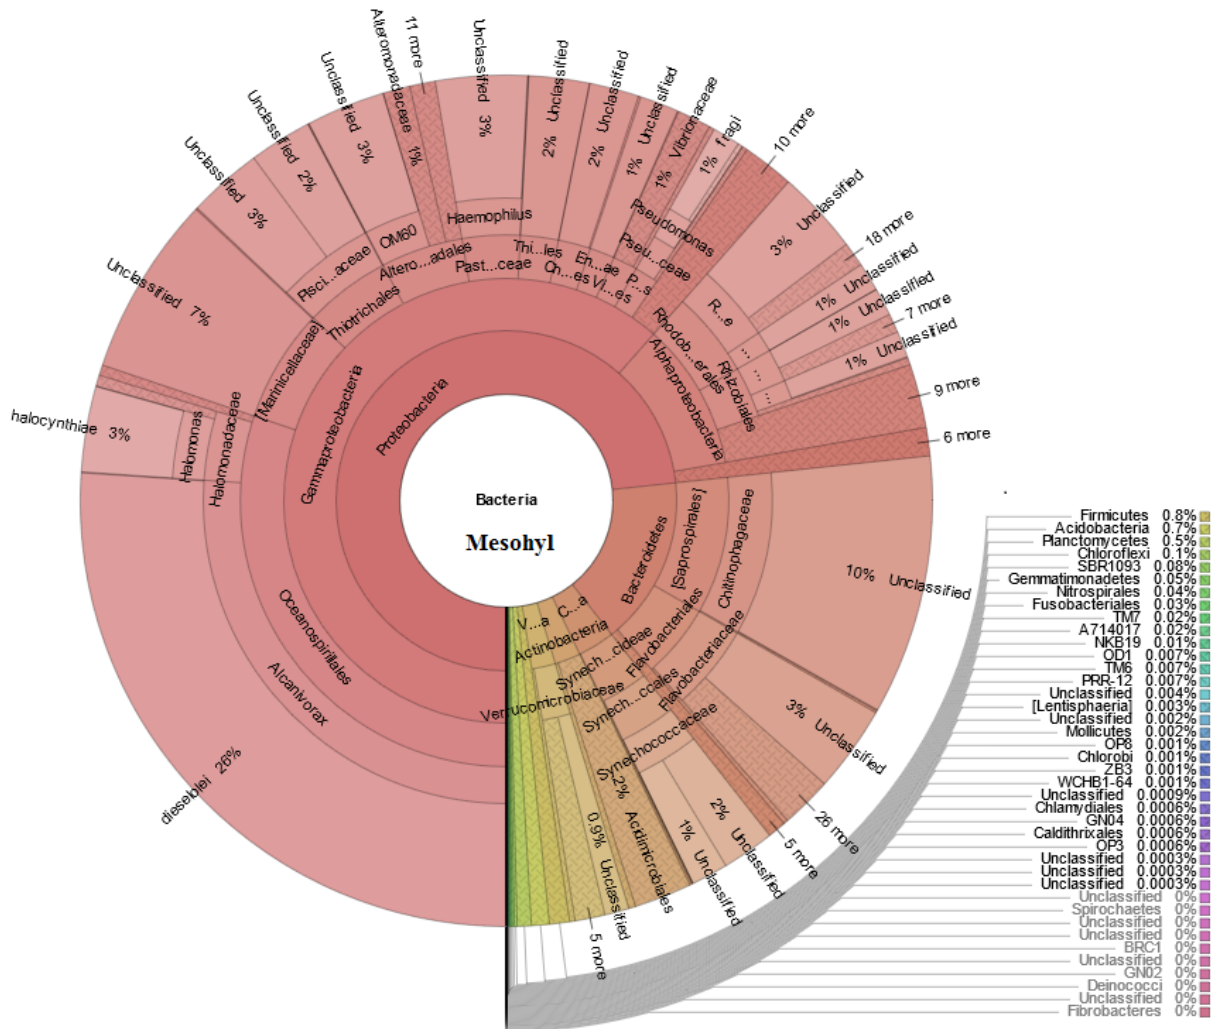 Bacteria
Mesohyl
Proteobacteria
Gammaproteobacteria
Oceanospirillales
Alcanivorax
dieselolei 26%
Halomonadaceae
Halomonas
halocynthiae 3%
[Marinicellaceae]
Unclassified 7%
Thiotrichales
Pisci...aceae
Unclassified 3%
Unclassified 2%
Altero...adales
OM60
Unclassified 3%
Alteromonadaceae 1%
11 more
Past...ceae
Haemophilus
Unclassified 3%
Thi...les
2% Unclassified
Ch...es
2% Unclassified
En...ae
1% Unclassified
Vi...es
1% Vibrionaceae
P...s
Pseu...ceae
Pseudomonas
1% fragi
10 more
Alphaproteobacteria
Rhodob...erales
R...e
3% Unclassified
18 more
Rhizobiales
...
1% Unclassified
...
1% Unclassified
7 more
...
1% Unclassified
9 more
6 more
Bacteroidetes
[Saprospirales]
Chitinophagaceae
10% Unclassified
Flavobacteriales
Flavobacteriaceae
3% Unclassified
26 more
5 more
C...a
Synech...cideae
Synech...ccales
Synechococcaceae
2% Unclassified
1% Unclassified
Actinobacteria
2% Acidimicrobiales
V...a
Verrucomicrobiaceae
0.9% Unclassified
5 more
Firmicutes 0.8%
Acidobacteria 0.7%
Planctomycetes 0.5%
Chloroflexi 0.1%
SBR1093 0.08%
Gemmatimonadetes 0.05%
Nitrospirales 0.04%
Fusobacteriales 0.03%
TM7 0.02%
A714017 0.02%
NKB19 0.01%
OD1 0.007%
TM6 0.007%
PRR-12 0.007%
Unclassified 0.004%
[Lentisphaeria] 0.003%
Unclassified 0.002%
Mollicutes 0.002%
OP8 0.001%
Chlorobi 0.001%
ZB3 0.001%
WCHB1-64 0.001%
Unclassified 0.0009%
Chlamydiales 0.0006%
GN04 0.0006%
Caldithrixales 0.0006%
OP3 0.0006%
Unclassified 0.0003%
Unclassified 0.0003%
Unclassified 0.0003%
Unclassified 0%
Spirochaetes 0%
Unclassified 0%
Unclassified 0%
BRC1 0%
Unclassified 0%
GN02 0%
Deinococci 0%
Unclassified 0%
Fibrobacteres 0%